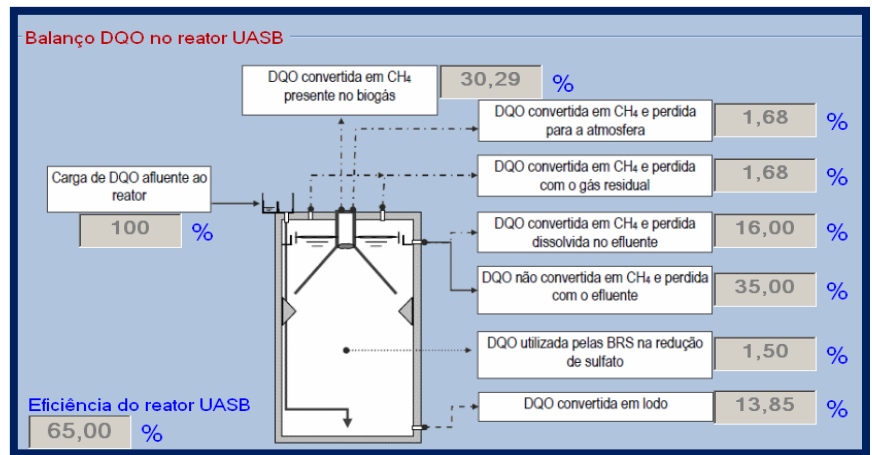 Balanço DQO no reator UASB
DQO convertida em CH₄
presente no biogás
30,29 %
DQO convertida em CH₄ e perdida
para a atmosfera
1,68 %
DQO convertida em CH₄ e perdida
com o gás residual
1,68 %
Carga de DQO afluente ao
reator
100 %
DQO convertida em CH₄ e perdida
dissolvida no efluente
16,00 %
DQO não convertida em CH₄ e perdida
com o efluente
35,00 %
DQO utilizada pelas BRS na redução
de sulfato
1,50 %
DQO convertida em lodo
13,85 %
Eficiência do reator UASB
65,00 %